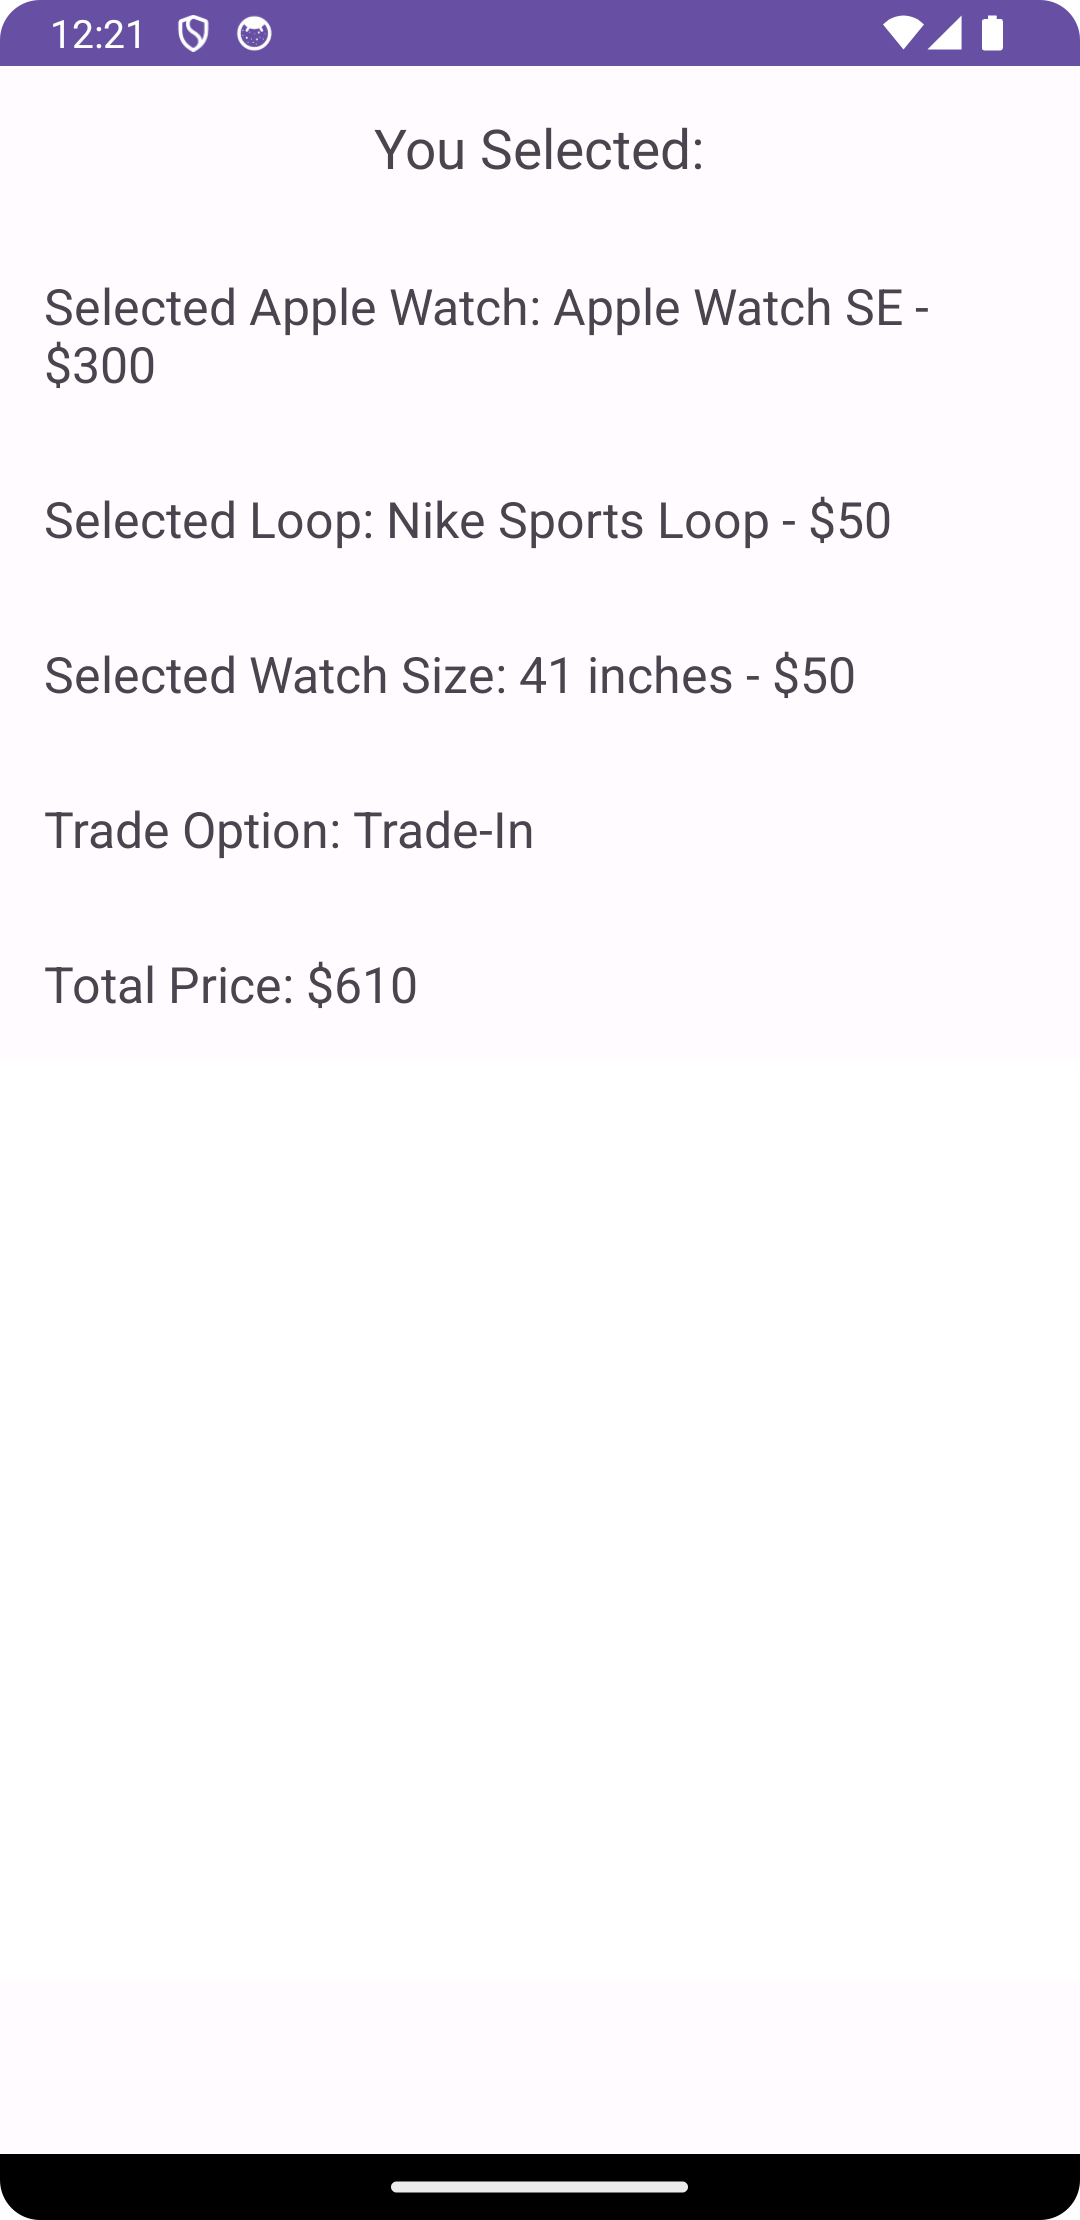 12:21
You Selected:
Selected Apple Watch: Apple Watch SE -
$300
Selected Loop: Nike Sports Loop - $50
Selected Watch Size: 41 inches - $50
Trade Option: Trade-In
Total Price: $610